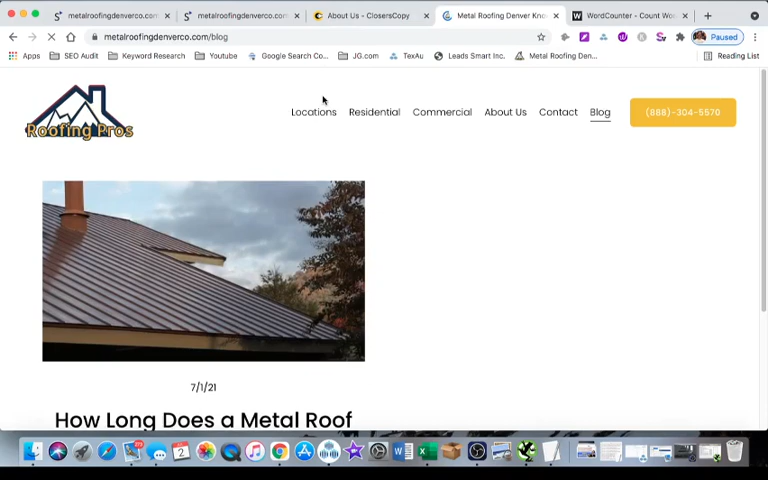 metalroofingdenverco.com/
metalroofingdenverco.com/
About Us - ClosersCopy
Metal Roofing Denver Kno
WordCounter - Count Wo
metalroofingdenverco.com/blog
Paused
Apps
SEO Audit
Keyword Research
Youtube
Google Search Co...
JG.com
TexAu
Leads Smart Inc.
Metal Roofing Den...
Reading List
Roofing Pros
Locations
Residential
Commercial
About Us
Contact
Blog
(888)-304-5570
7/1/21
How Long Does a Metal Roof